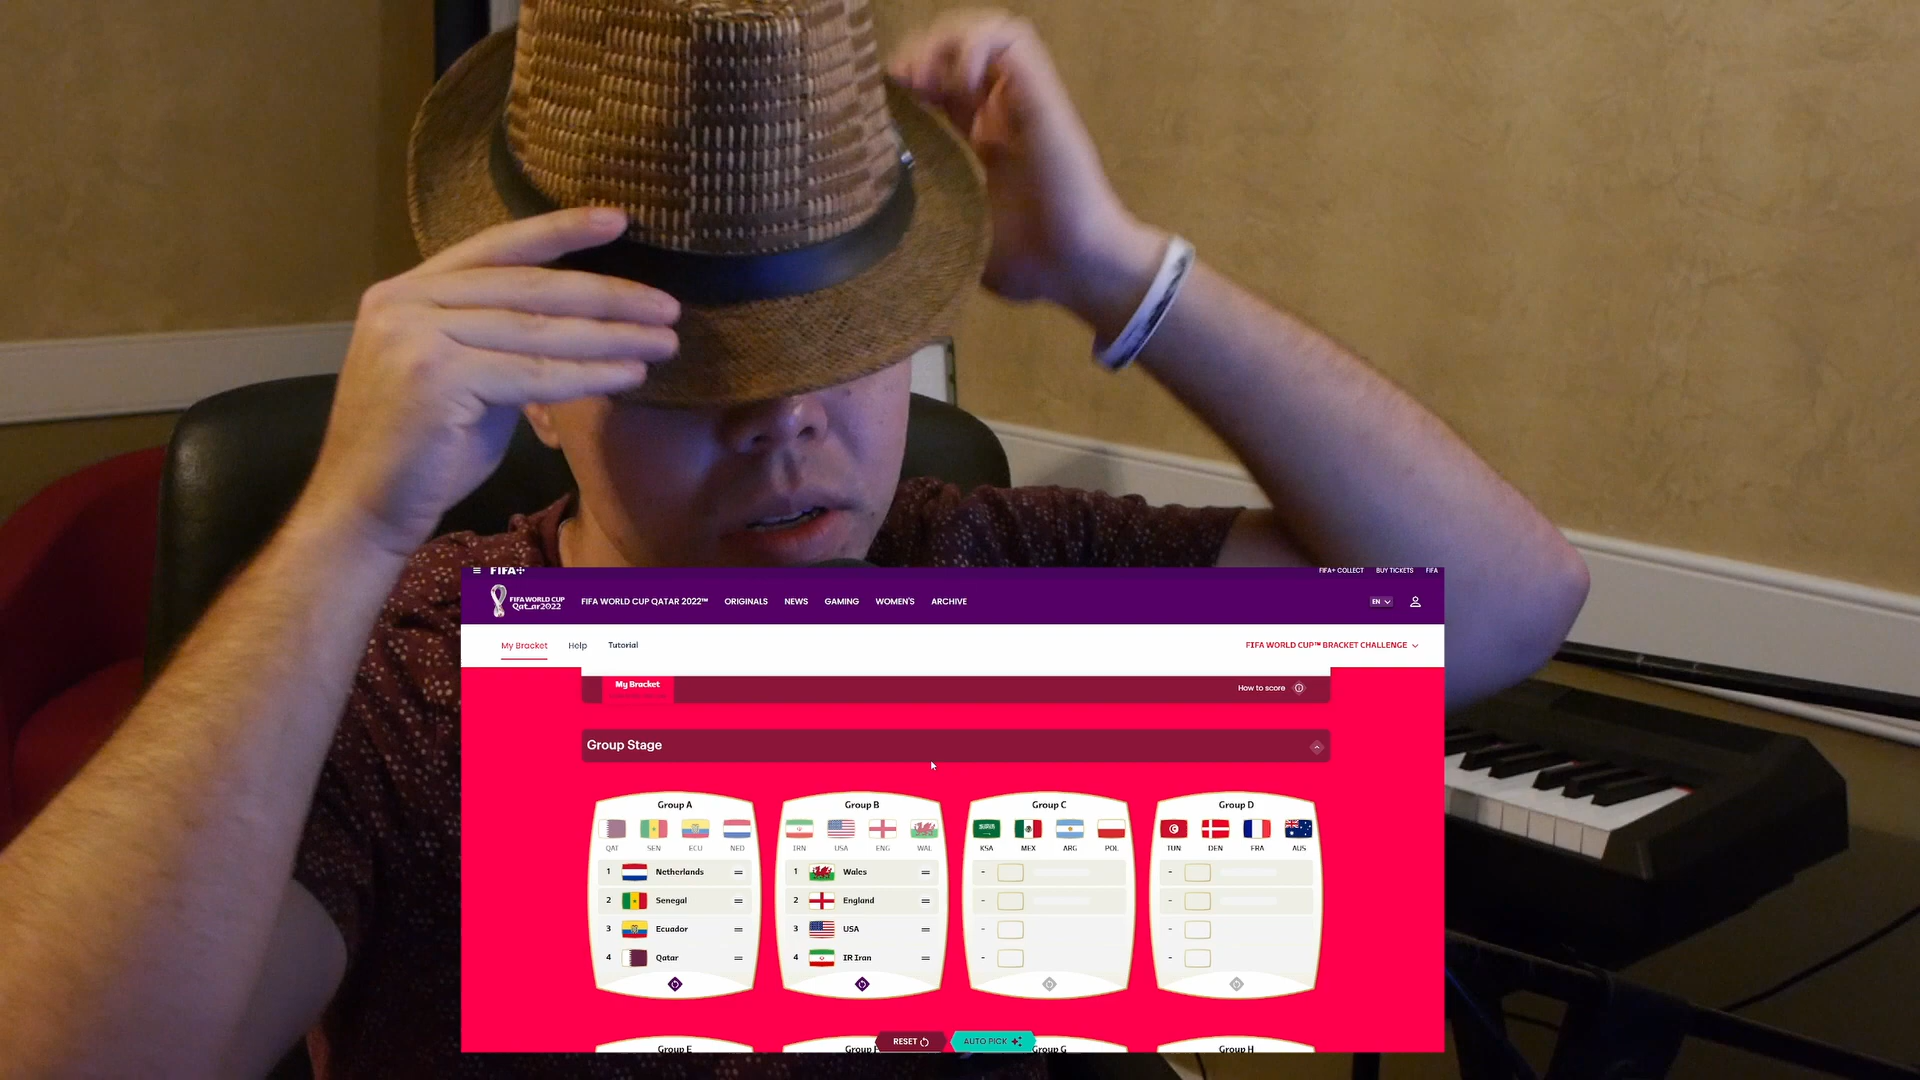 FIFA+
FIFA+ COLLECT BUY TICKETS FIFA
FIFA WORLD CUP
Qatar2022
FIFA WORLD CUP QATAR 2022™ ORIGINALS NEWS GAMING WOMEN'S ARCHIVE
EN
My Bracket Help Tutorial
FIFA WORLD CUP™ BRACKET CHALLENGE
My Bracket
How to score
Group Stage
Group A
QAT SEN ECU NED
1 Netherlands
2 Senegal
3 Ecuador
4 Qatar
Group B
IRN USA ENG WAL
1 Wales
2 England
3 USA
4 IR Iran
Group C
KSA MEX ARG POL
-
-
-
-
Group D
TUN DEN FRA AUS
-
-
-
-
RESET
AUTO PICK
Group E
Group F
Group G
Group H